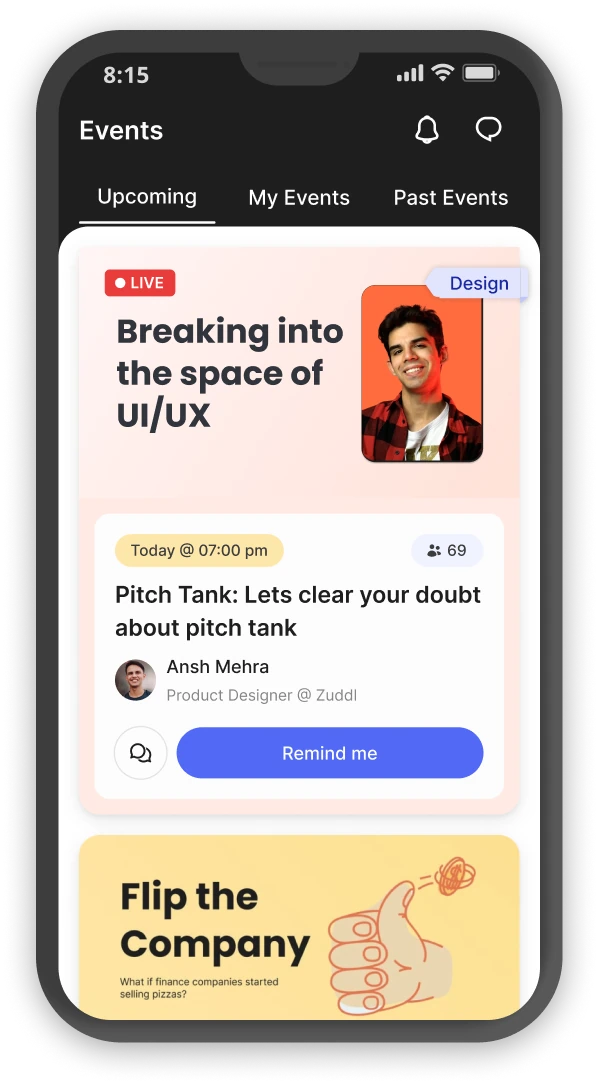 8:15
Events
Upcoming My Events Past Events
LIVE
Design
Breaking into
the space of
UI/UX
Today @ 07:00 pm
69
Pitch Tank: Lets clear your doubt
about pitch tank
Ansh Mehra
Product Designer @ Zuddl
Remind me
Flip the
Company
What if finance companies started
selling pizzas?